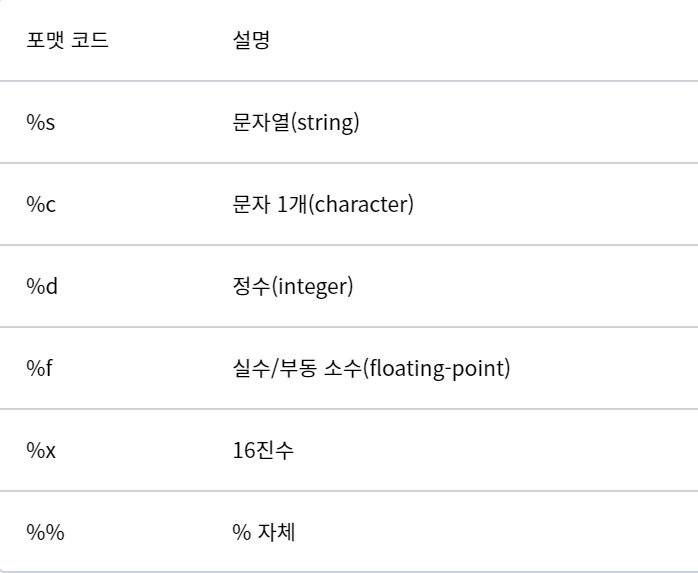 포맷 코드 설명
%s 문자열(string)
%c 문자 1개(character)
%d 정수(integer)
%f 실수/부동 소수(floating-point)
%x 16진수
%% % 자체